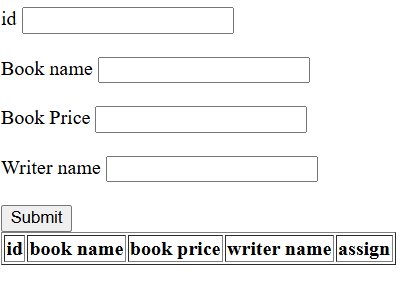 id
Book name
Book Price
Writer name
Submit
id book name book price writer name assign